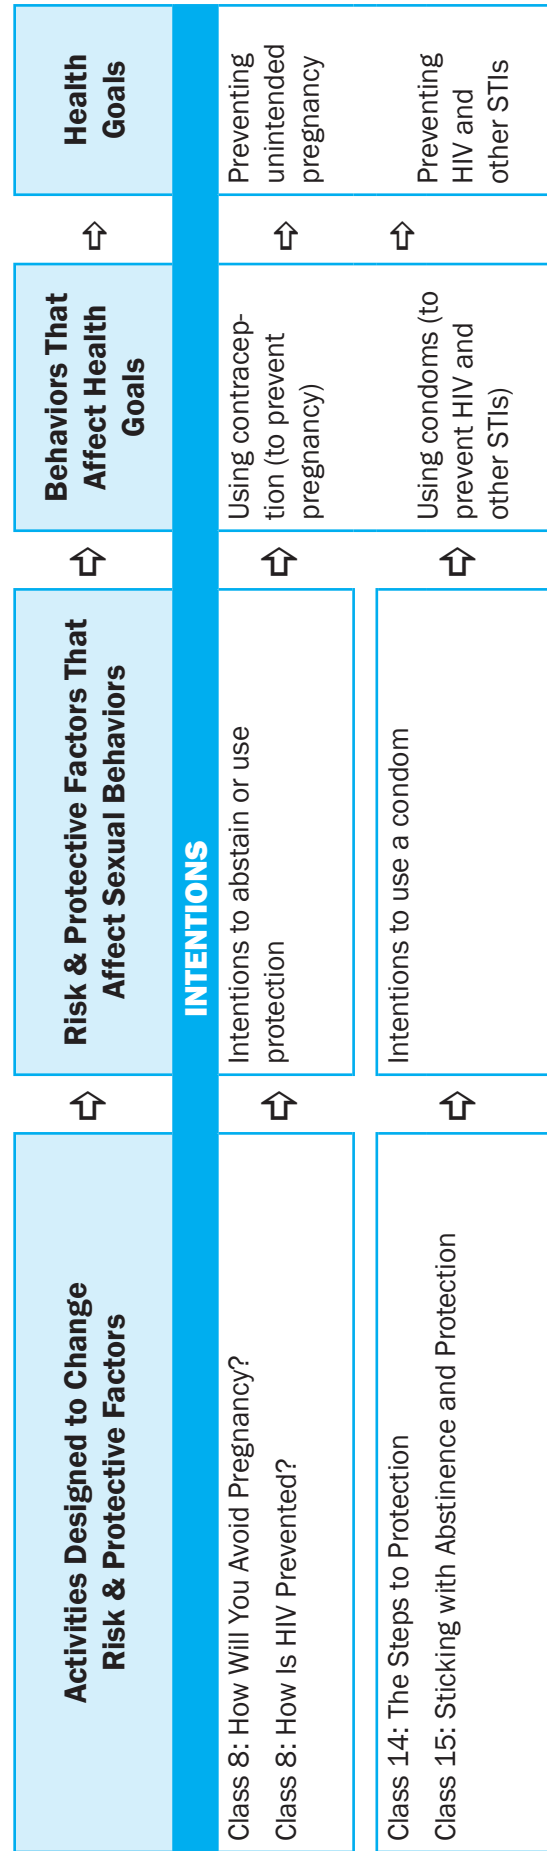 Activities Designed to Change
Risk & Protective Factors
Risk & Protective Factors That
Affect Sexual Behaviors
Behaviors That
Affect Health
Goals
Health
Goals
INTENTIONS
Class 8: How Will You Avoid Pregnancy?
Class 8: How Is HIV Prevented?
Intentions to abstain or use
protection
Using contracep-
tion (to prevent
pregnancy)
Preventing
unintended
pregnancy
Class 14: The Steps to Protection
Class 15: Sticking with Abstinence and Protection
Intentions to use a condom
Using condoms (to
prevent HIV and
other STIs)
Preventing
HIV and
other STIs